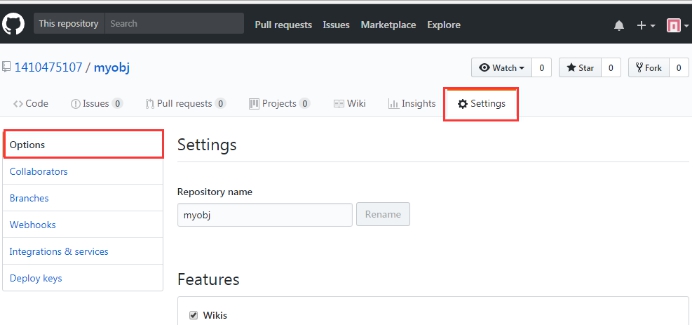 This repository Search Pull requests Issues Marketplace Explore
1410475107 / myobj Watch 0 Star 0 Fork 0
Code Issues 0 Pull requests 0 Projects 0 Wiki Insights Settings
Options
Collaborators
Branches
Webhooks
Integrations & services
Deploy keys
Settings
Repository name
myobj Rename
Features
Wikis